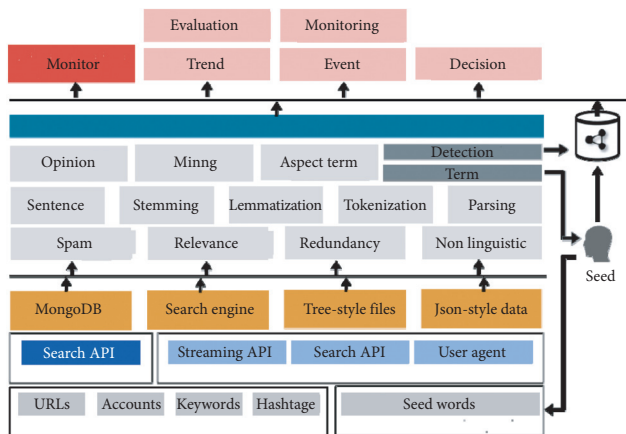 Evaluation Monitoring
Monitor Trend Event Decision
Opinion Minng Aspect term Detection
Term
Sentence Stemming Lemmatization Tokenization Parsing
Spam Relevance Redundancy Non linguistic
Seed
MongoDB Search engine Tree-style files Json-style data
Search API Streaming API Search API User agent
URLs Accounts Keywords Hashtage Seed words